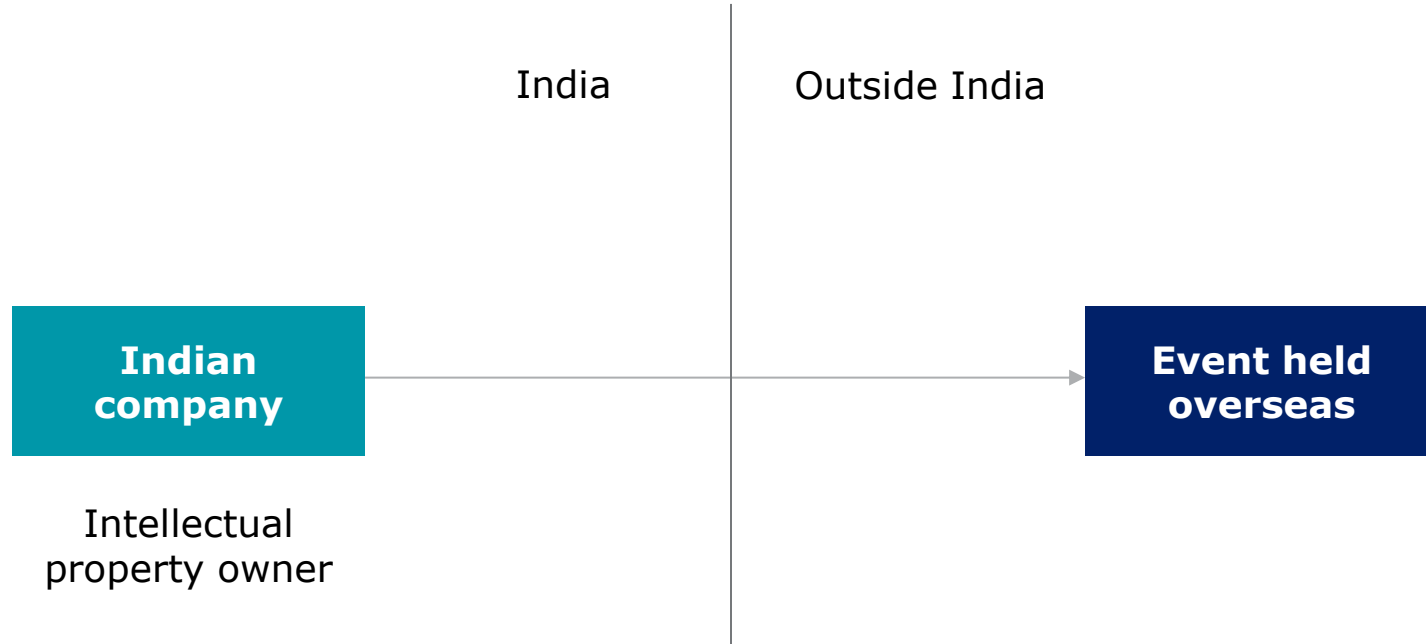 India
Outside India
Indian
company
Event held
overseas
Intellectual
property owner